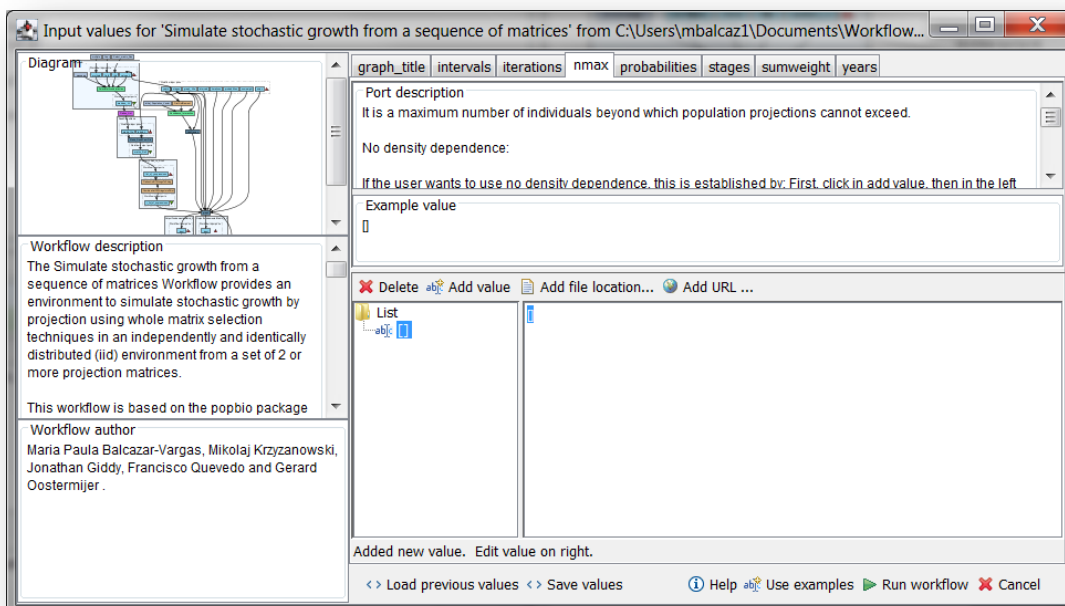 Input values for 'Simulate stochastic growth from a sequence of matrices' from C:\Users\mbalcaz1\Documents\Workflow...
Diagram
graph_title intervals iterations nmax probabilities stages sumweight years
Port description
It is a maximum number of individuals beyond which population projections cannot exceed.
No density dependence:
If the user wants to use no density dependence, this is established by: First, click in add value, then in the left
Example value
[]
Workflow description
The Simulate stochastic growth from a
sequence of matrices Workflow provides an
environment to simulate stochastic growth by
projection using whole matrix selection
techniques in an independently and identically
distributed (iid) environment from a set of 2 or
more projection matrices.
This workflow is based on the popbio package
Workflow author
Maria Paula Balcazar-Vargas, Mikolaj Krzyzanowski,
Jonathan Giddy, Francisco Quevedo and Gerard
Oostermijer .
Delete Add value Add file location... Add URL ...
List
[]
[]
Added new value. Edit value on right.
Load previous values Save values Help Use examples Run workflow Cancel